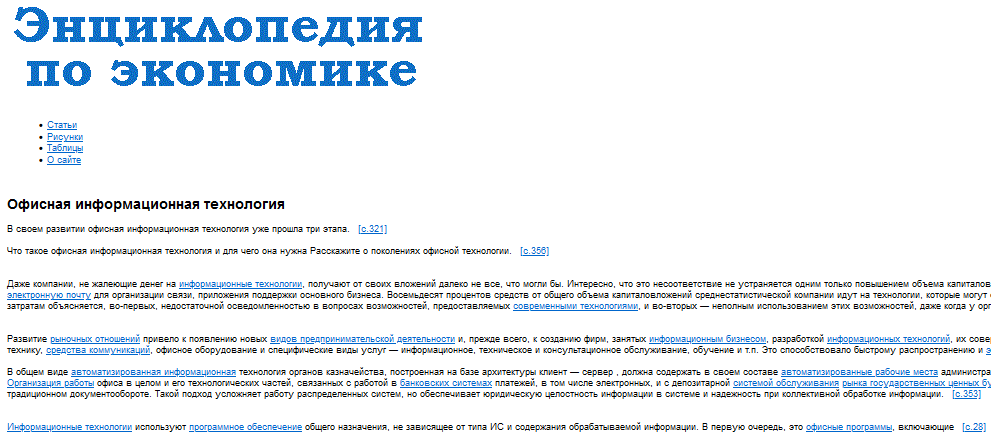 Энциклопедия
по экономике
Статьи
Рисунки
Таблицы
О сайте
Офисная информационная технология
В своем развитии офисная информационная технология уже прошла три этапа. [c.321]
Что такое офисная информационная технология и для чего она нужна Расскажите о поколениях офисной технологии. [c.356]
Даже компании, не жалеющие денег на информационные технологии, получают от своих вложений далеко не все, что могли бы. Интересно, что это несоответствие не устраняется одним только повышением объема капиталов
электронную почту для организации связи, приложения поддержки основного бизнеса. Восемьдесят процентов средств от общего объема капиталовложений среднестатистической компании идут на технологии, которые могут
затратам объясняется, во-первых, недостаточной осведомленностью в вопросах возможностей, предоставляемых современными технологиями, и во-вторых — неполным использованием этих возможностей, даже когда у орг
Развитие рыночных отношений привело к появлению новых видов предпринимательской деятельности и, прежде всего, к созданию фирм, занятых информационным бизнесом, разработкой информационных технологий, их сове
технику, средства коммуникаций, офисное оборудование и специфические виды услуг — информационное, техническое и консультационное обслуживание, обучение и т.п. Это способствовало быстрому распространению и э
В общем виде автоматизированная информационная технология органов казначейства, построенная на базе архитектуры клиент — сервер , должна содержать в своем составе автоматизированные рабочие места администра
Организация работы офиса в целом и его технологических частей, связанных с работой в банковских системах платежей, в том числе электронных, и с депозитарной системой обслуживания рынка государственных ценных бу
традиционном документообороте. Такой подход усложняет работу распределенных систем, но обеспечивает юридическую целостность информации в системе и надежность при коллективной обработке информации. [c.353]
Информационные технологии используют программное обеспечение общего назначения, не зависящее от типа ИС и содержания обрабатываемой информации. В первую очередь, это офисные программы, включающие [c.28]